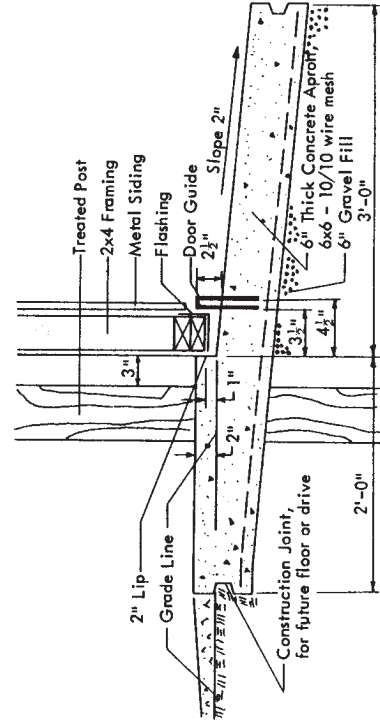 Treated Post
2x4 Framing
Metal Siding
Flashing
Door Guide
2½"
Slope 2"
3"
1"
2"
2" Lip
Grade Line
Construction Joint,
for future floor or drive
6" Thick Concrete Apron
6x6 - 10/10 wire mesh
6" Gravel Fill
3½"
4½"
2'-0"
3'-0"